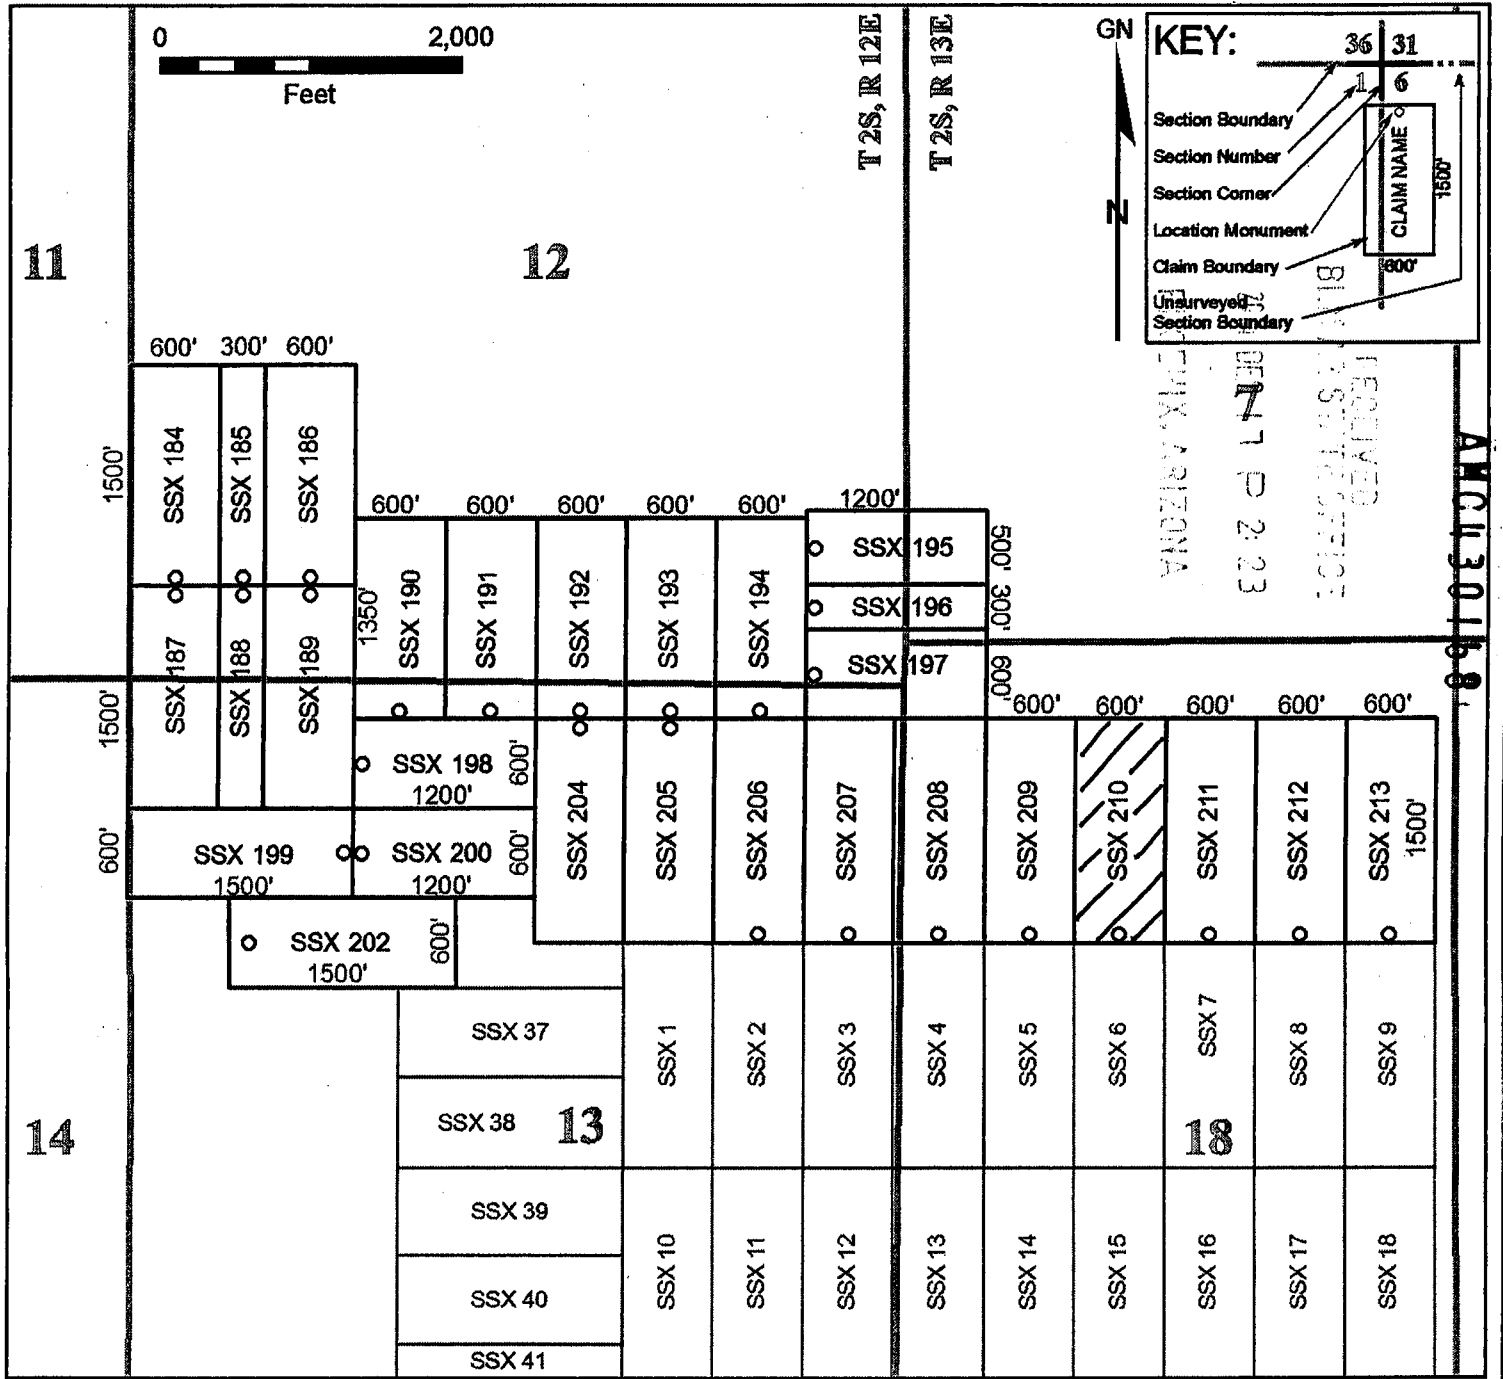 0 2,000
Feet
T 2S, R 12E
T 2S, R 13E
GN
N
KEY:
36 31
1 6
Section Boundary
Section Number
Section Corner
Location Monument
Claim Boundary
Unsurveyed
Section Boundary
CLAIM NAME
1500'
600'
11
12
7
RECEIVED
P 2:23
ARIZONA
600' 300' 600'
1500'
SSX 184
SSX 185
SSX 186
600' 600' 600' 600' 600' 1200'
SSX 187
SSX 188
SSX 189
1350'
SSX 190
SSX 191
SSX 192
SSX 193
SSX 194
SSX 195
500'
SSX 196
300'
SSX 197
600'
1500'
600' 600' 600' 600' 600'
SSX 198
1200'
600'
SSX 199
1500'
600'
SSX 200
1200'
600'
SSX 202
1500'
600'
SSX 204
SSX 205
SSX 206
SSX 207
SSX 208
SSX 209
SSX 210
SSX 211
SSX 212
SSX 213
1500'
14
13
18
SSX 37
SSX 38
SSX 39
SSX 40
SSX 41
SSX 1
SSX 2
SSX 3
SSX 4
SSX 5
SSX 6
SSX 7
SSX 8
SSX 9
SSX 10
SSX 11
SSX 12
SSX 13
SSX 14
SSX 15
SSX 16
SSX 17
SSX 18